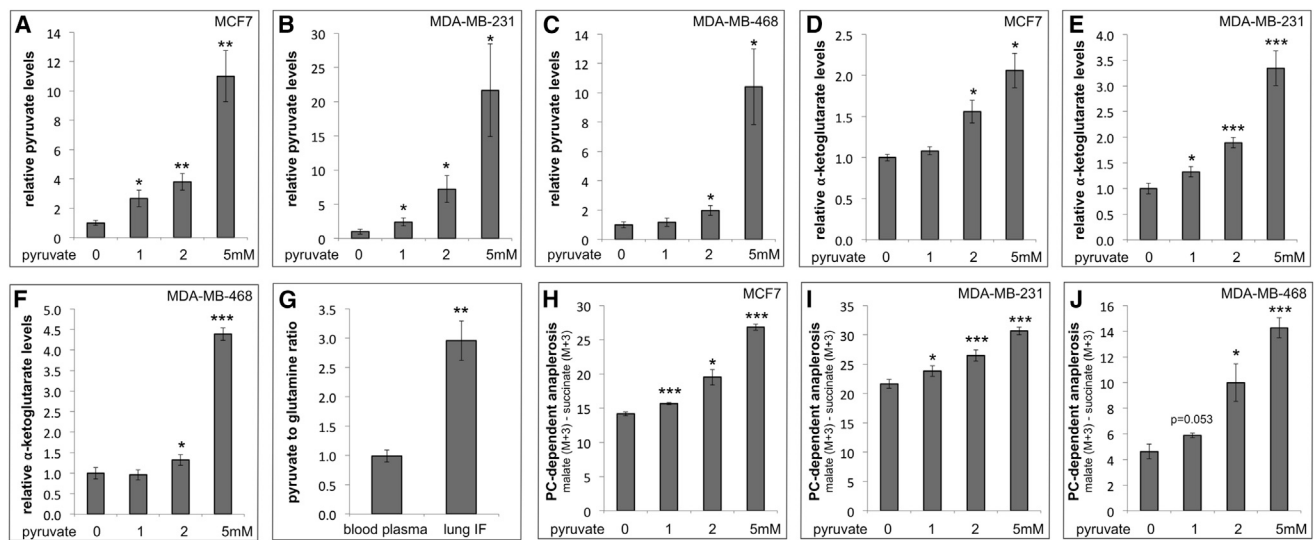 A
MCF7
relative pyruvate levels
14
12
10
8
6
4
2
0
*
**
**
pyruvate 0 1 2 5mM
B
MDA-MB-231
relative pyruvate levels
30
25
20
15
10
5
0
*
*
*
pyruvate 0 1 2 5mM
C
MDA-MB-468
relative pyruvate levels
14
12
10
8
6
4
2
0
*
*
pyruvate 0 1 2 5mM
D
MCF7
relative α-ketoglutarate levels
2.5
2.0
1.5
1.0
0.5
0.0
*
*
pyruvate 0 1 2 5mM
E
MDA-MB-231
relative α-ketoglutarate levels
4.0
3.5
3.0
2.5
2.0
1.5
1.0
0.5
0.0
*
***
***
pyruvate 0 1 2 5mM
F
MDA-MB-468
relative α-ketoglutarate levels
5.0
4.5
4.0
3.5
3.0
2.5
2.0
1.5
1.0
0.5
0.0
*
***
pyruvate 0 1 2 5mM
G
pyruvate to glutamine ratio
3.5
3.0
2.5
2.0
1.5
1.0
0.5
0.0
**
blood plasma lung IF
H
MCF7
PC-dependent anaplerosis
malate (M+3) - succinate (M+3)
30
25
20
15
10
5
0
***
*
***
pyruvate 0 1 2 5mM
I
MDA-MB-231
PC-dependent anaplerosis
malate (M+3) - succinate (M+3)
35
30
25
20
15
10
5
0
*
***
***
pyruvate 0 1 2 5mM
J
MDA-MB-468
PC-dependent anaplerosis
malate (M+3) - succinate (M+3)
16
14
12
10
8
6
4
2
0
p=0.053
*
***
pyruvate 0 1 2 5mM